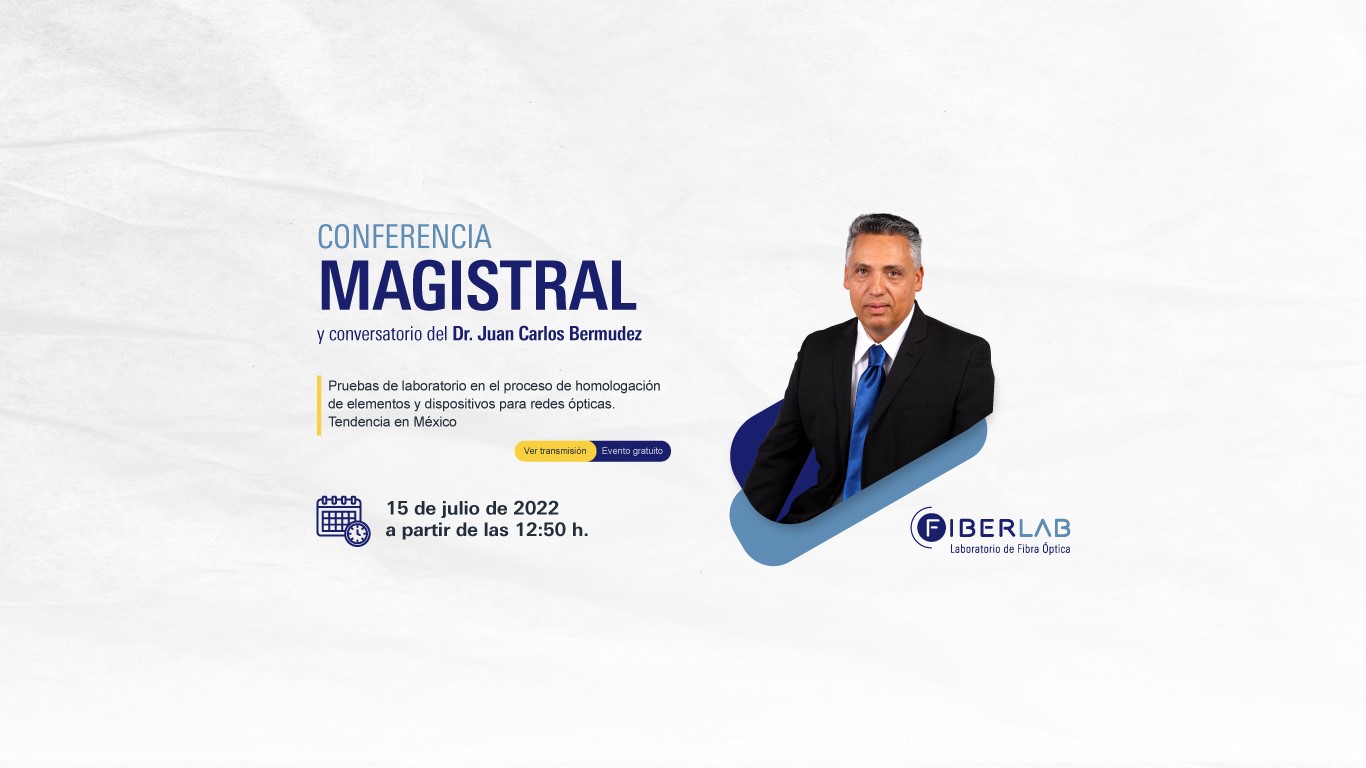 CONFERENCIA
MAGISTRAL
y conversatorio del Dr. Juan Carlos Bermudez
Pruebas de laboratorio en el proceso de homologación
de elementos y dispositivos para redes ópticas.
Tendencia en México
Ver transmisión Evento gratuito
15 de julio de 2022
a partir de las 12:50 h.
FIBERLAB
Laboratorio de Fibra Óptica